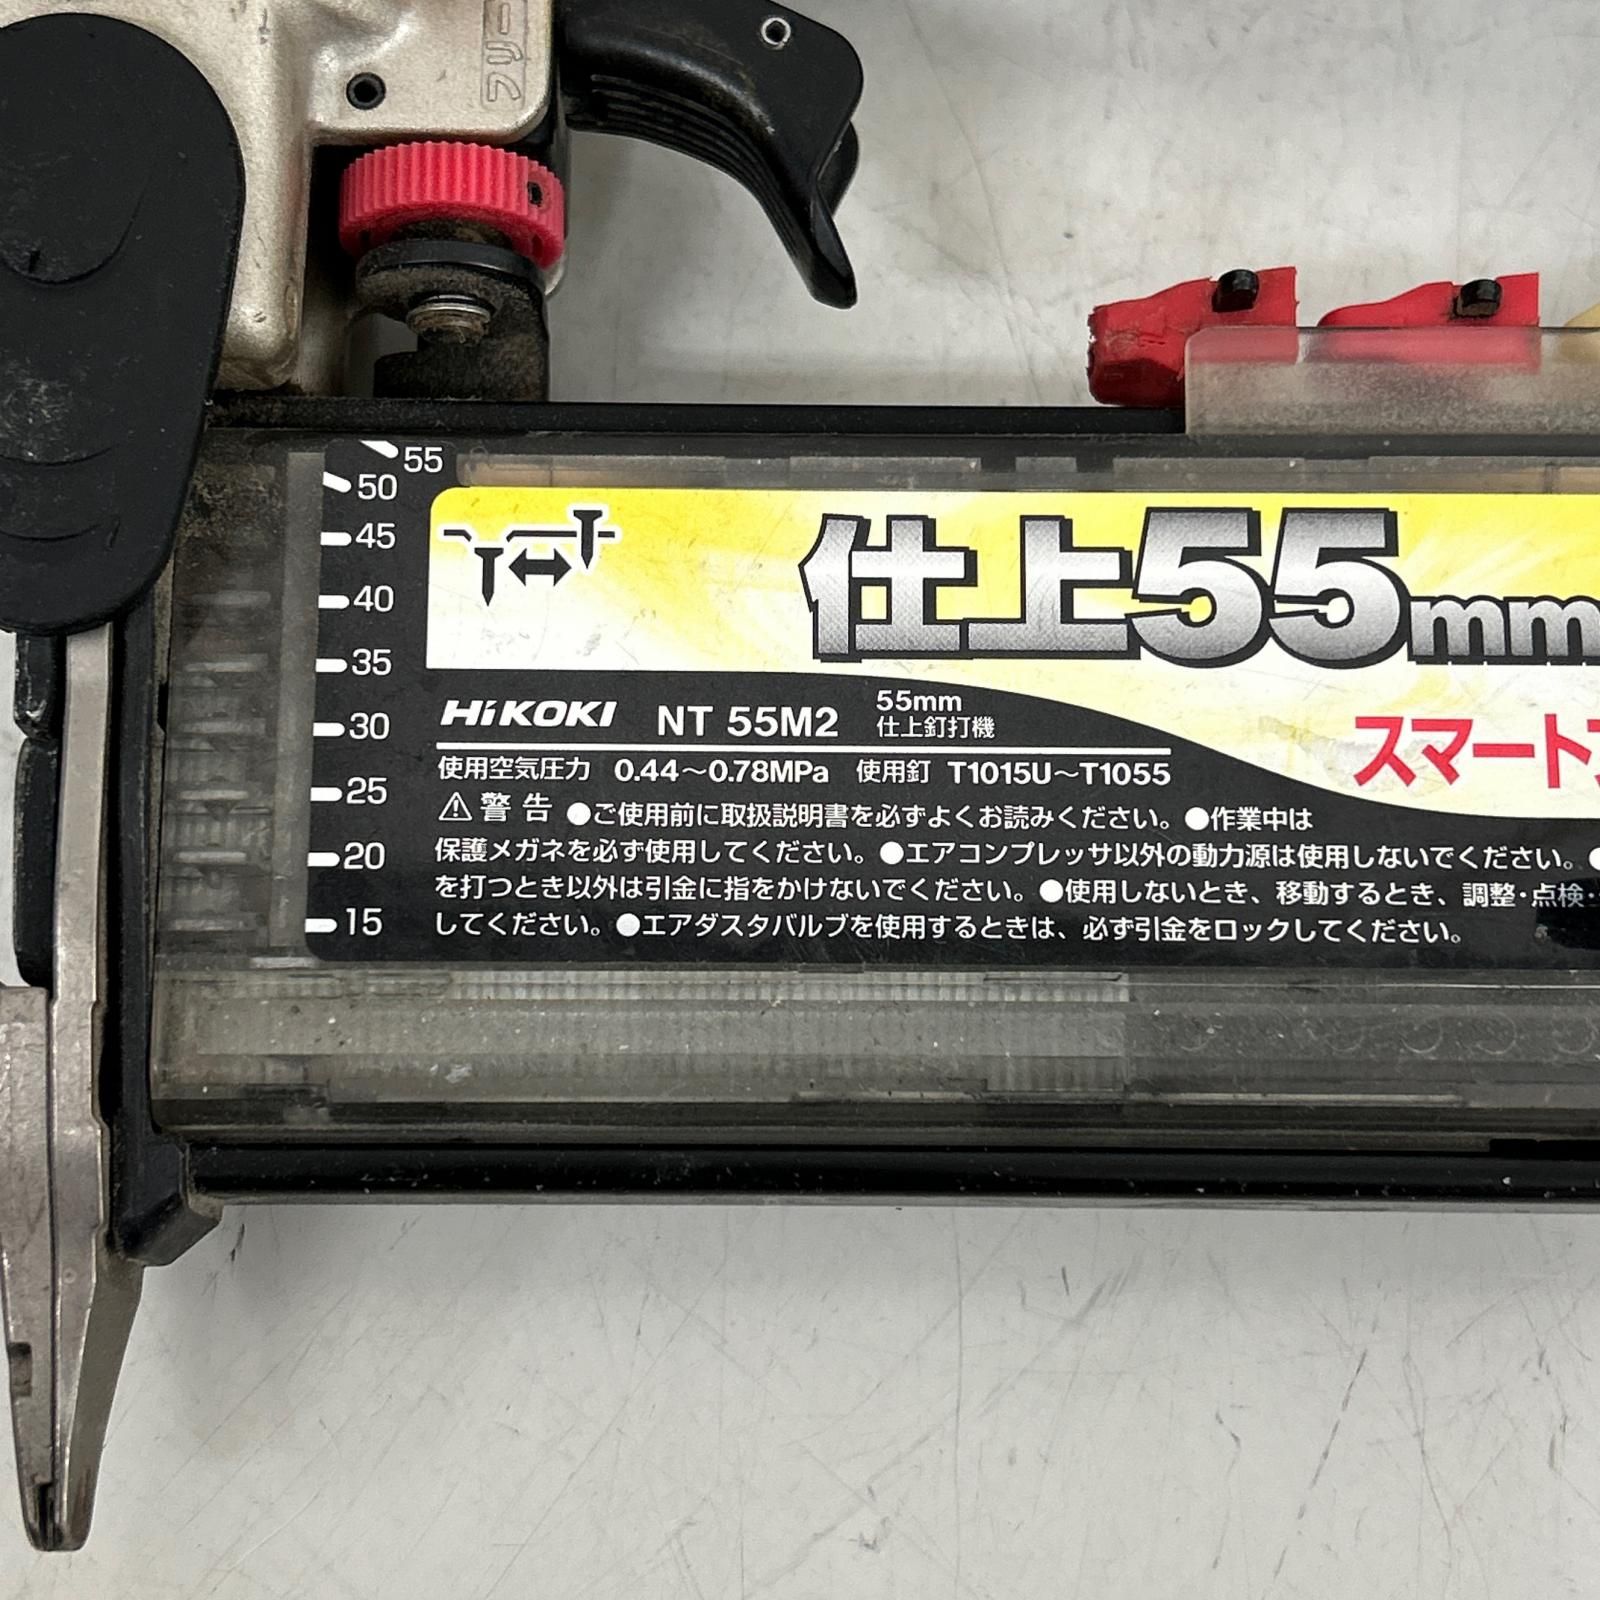 フリー
55
50
45
40
35
30
25
20
15
仕上55mm
スマート
HiKOKI NT 55M2 55mm
仕上釘打機
使用空気圧力 0.44～0.78MPa 使用釘 T1015U～T1055
⚠警告 ●ご使用前に取扱説明書を必ずよくお読みください。●作業中は
保護メガネを必ず使用してください。●エアコンプレッサ以外の動力源は使用しないでください。●
を打つとき以外は引金に指をかけないでください。●使用しないとき、移動するとき、調整・点検・
してください。●エアダスタバルブを使用するときは、必ず引金をロックしてください。